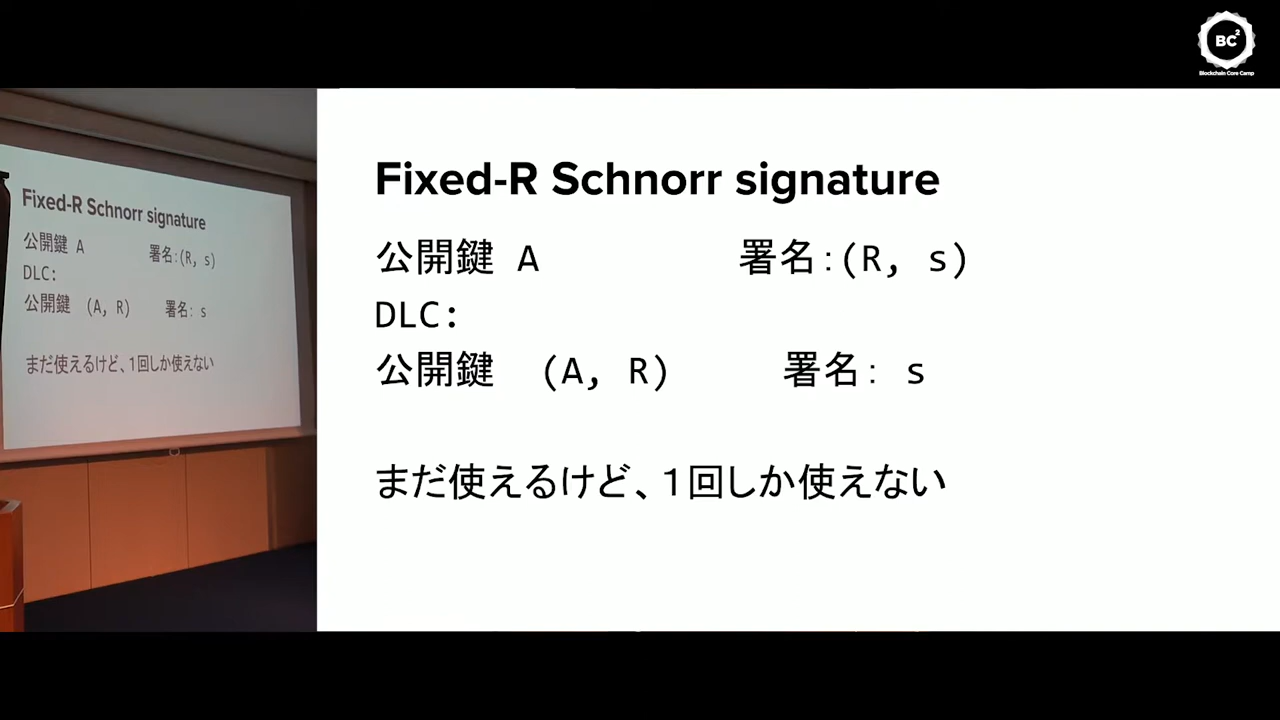 BC²
Blockchain Core Camp
Fixed-R Schnorr signature
公開鍵 A 署名:(R, s)
DLC:
公開鍵 (A, R) 署名: s
まだ使えるけど、1回しか使えない
Fixed-R Schnorr signature
公開鍵 A 署名:(R, s)
DLC:
公開鍵 (A, R) 署名: s
まだ使えるけど、1回しか使えない